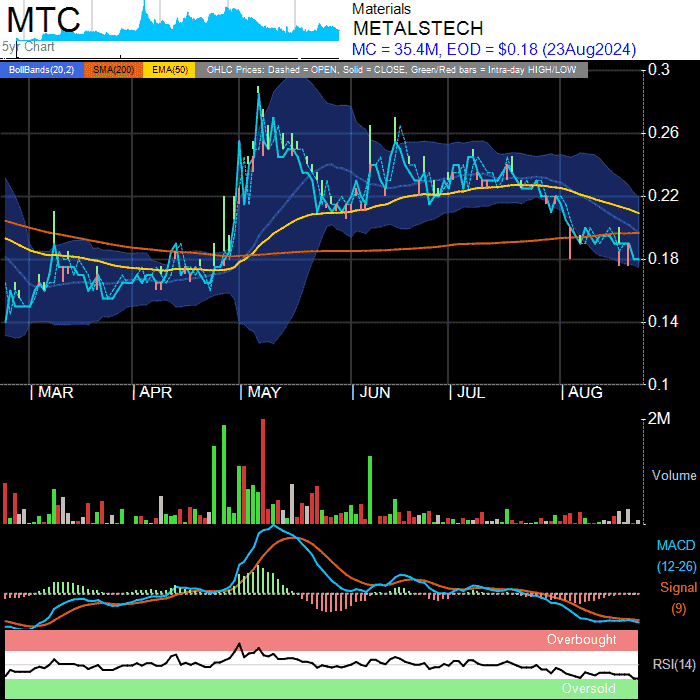 MTC
5yr Chart
Materials
METALSTECH
MC = 35.4M, EOD = $0.18 (23Aug2024)
BollBands(20,2) SMA(200) EMA(50) OHLC Prices: Dashed = OPEN, Solid = CLOSE, Green/Red bars = Intra-day HIGH/LOW
0.3
0.26
0.22
0.18
0.14
0.1
MAR APR MAY JUN JUL AUG
2M
Volume
MACD
(12-26)
Signal
(9)
Overbought
RSI(14)
Oversold